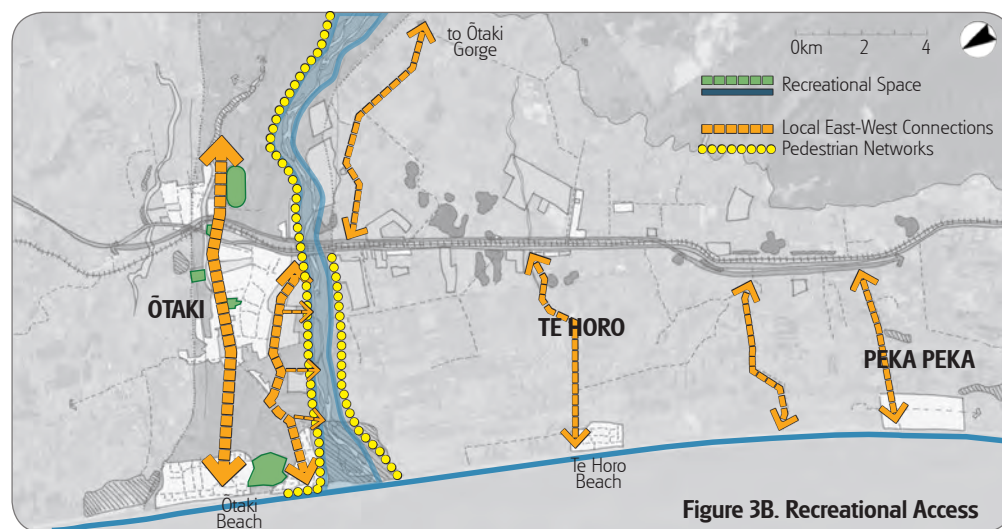 to Ōtaki
Gorge
0km 2 4
Recreational Space
Local East-West Connections
Pedestrian Networks
ŌTAKI
TE HORO
PEKA PEKA
Te Horo
Beach
Ōtaki
Beach
Figure 3B. Recreational Access